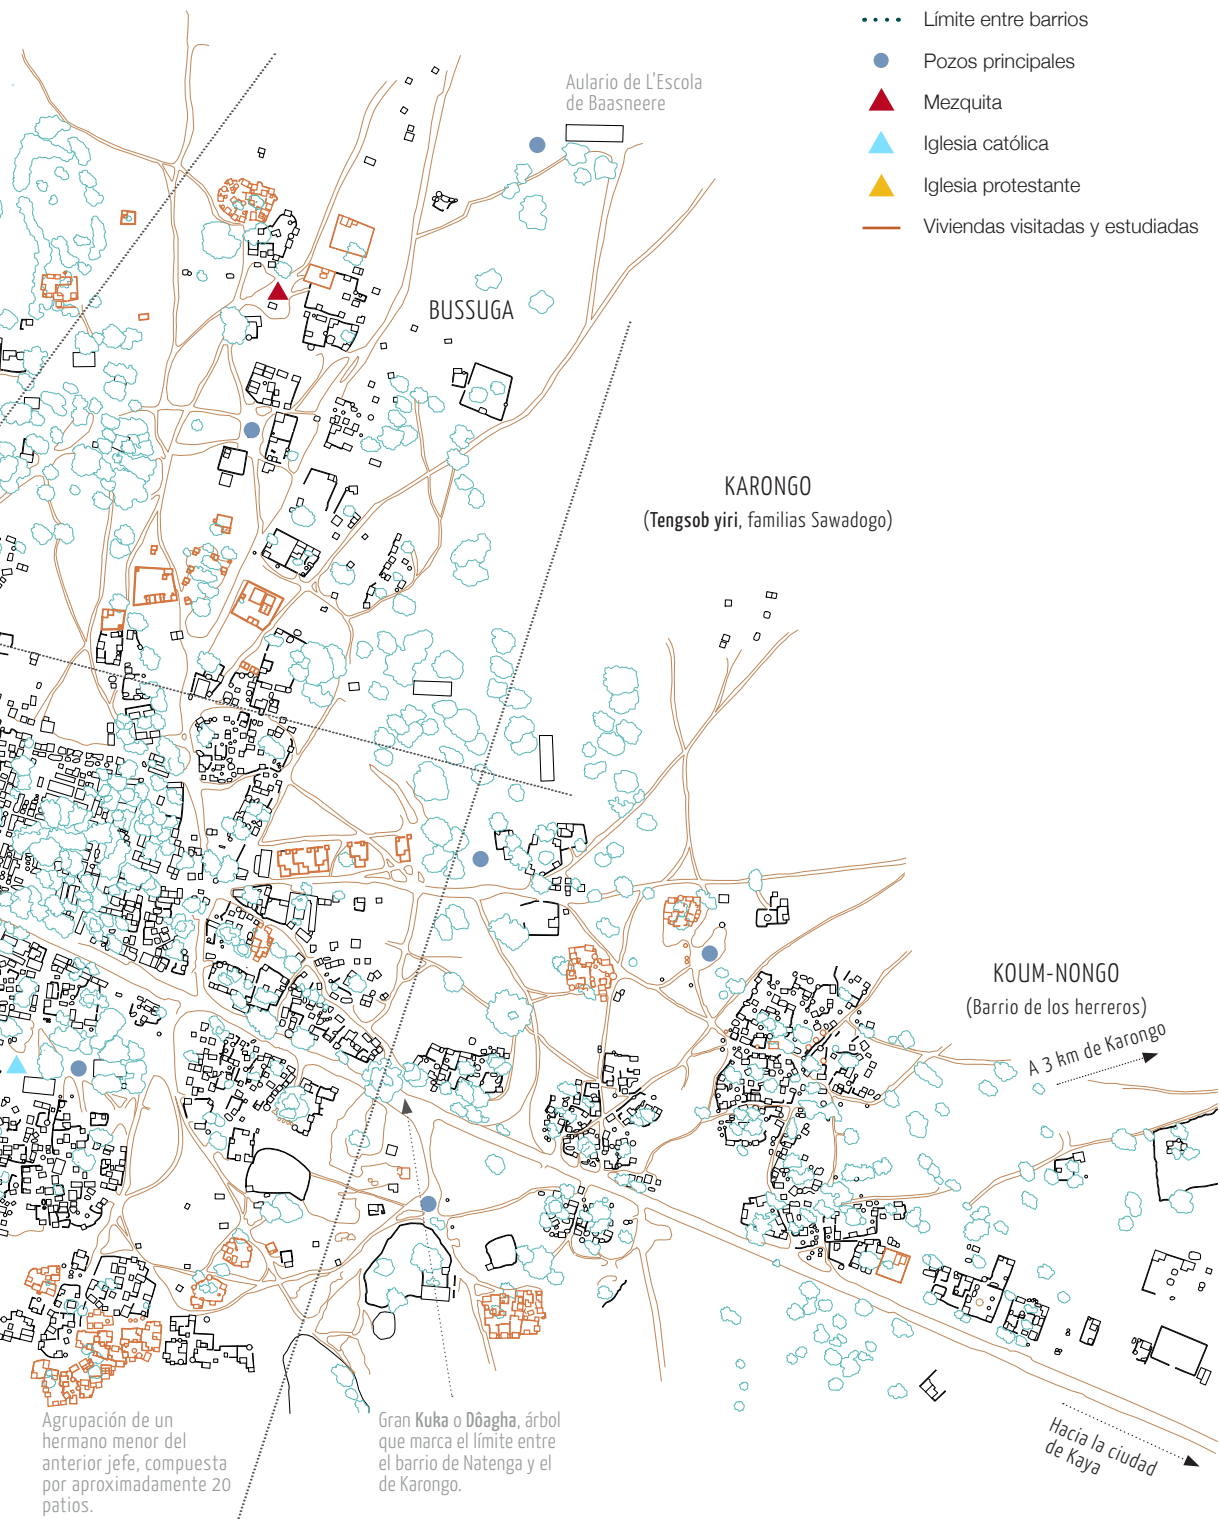 Límite entre barrios
Pozos principales
Mezquita
Iglesia católica
Iglesia protestante
Viviendas visitadas y estudiadas
Aulario de L'Escola
de Baasneere
BUSSUGA
KARONGO
(Tengsob yiri, familias Sawadogo)
KOUM-NONGO
(Barrio de los herreros)
A 3 km de Karongo
Agrupación de un
hermano menor del
anterior jefe, compuesta
por aproximadamente 20
patios.
Gran Kuka o Dôagha, árbol
que marca el límite entre
el barrio de Natenga y el
de Karongo.
Hacia la ciudad
de Kaya